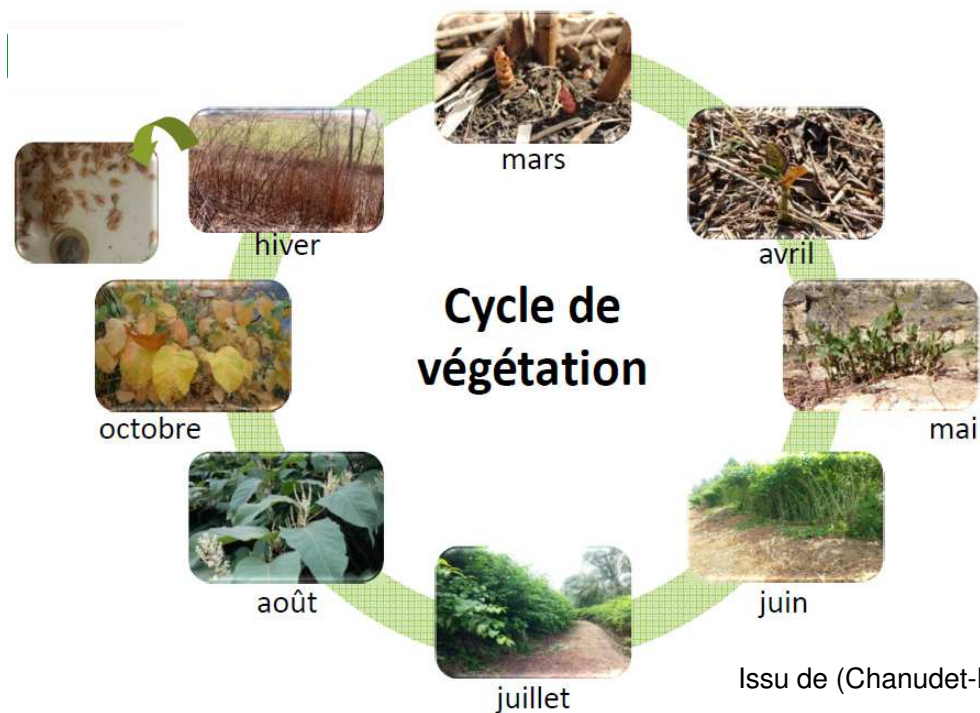 mars
avril
hiver
Cycle de
végétation
mai
octobre
juin
août
juillet
Issu de (Chanudet-